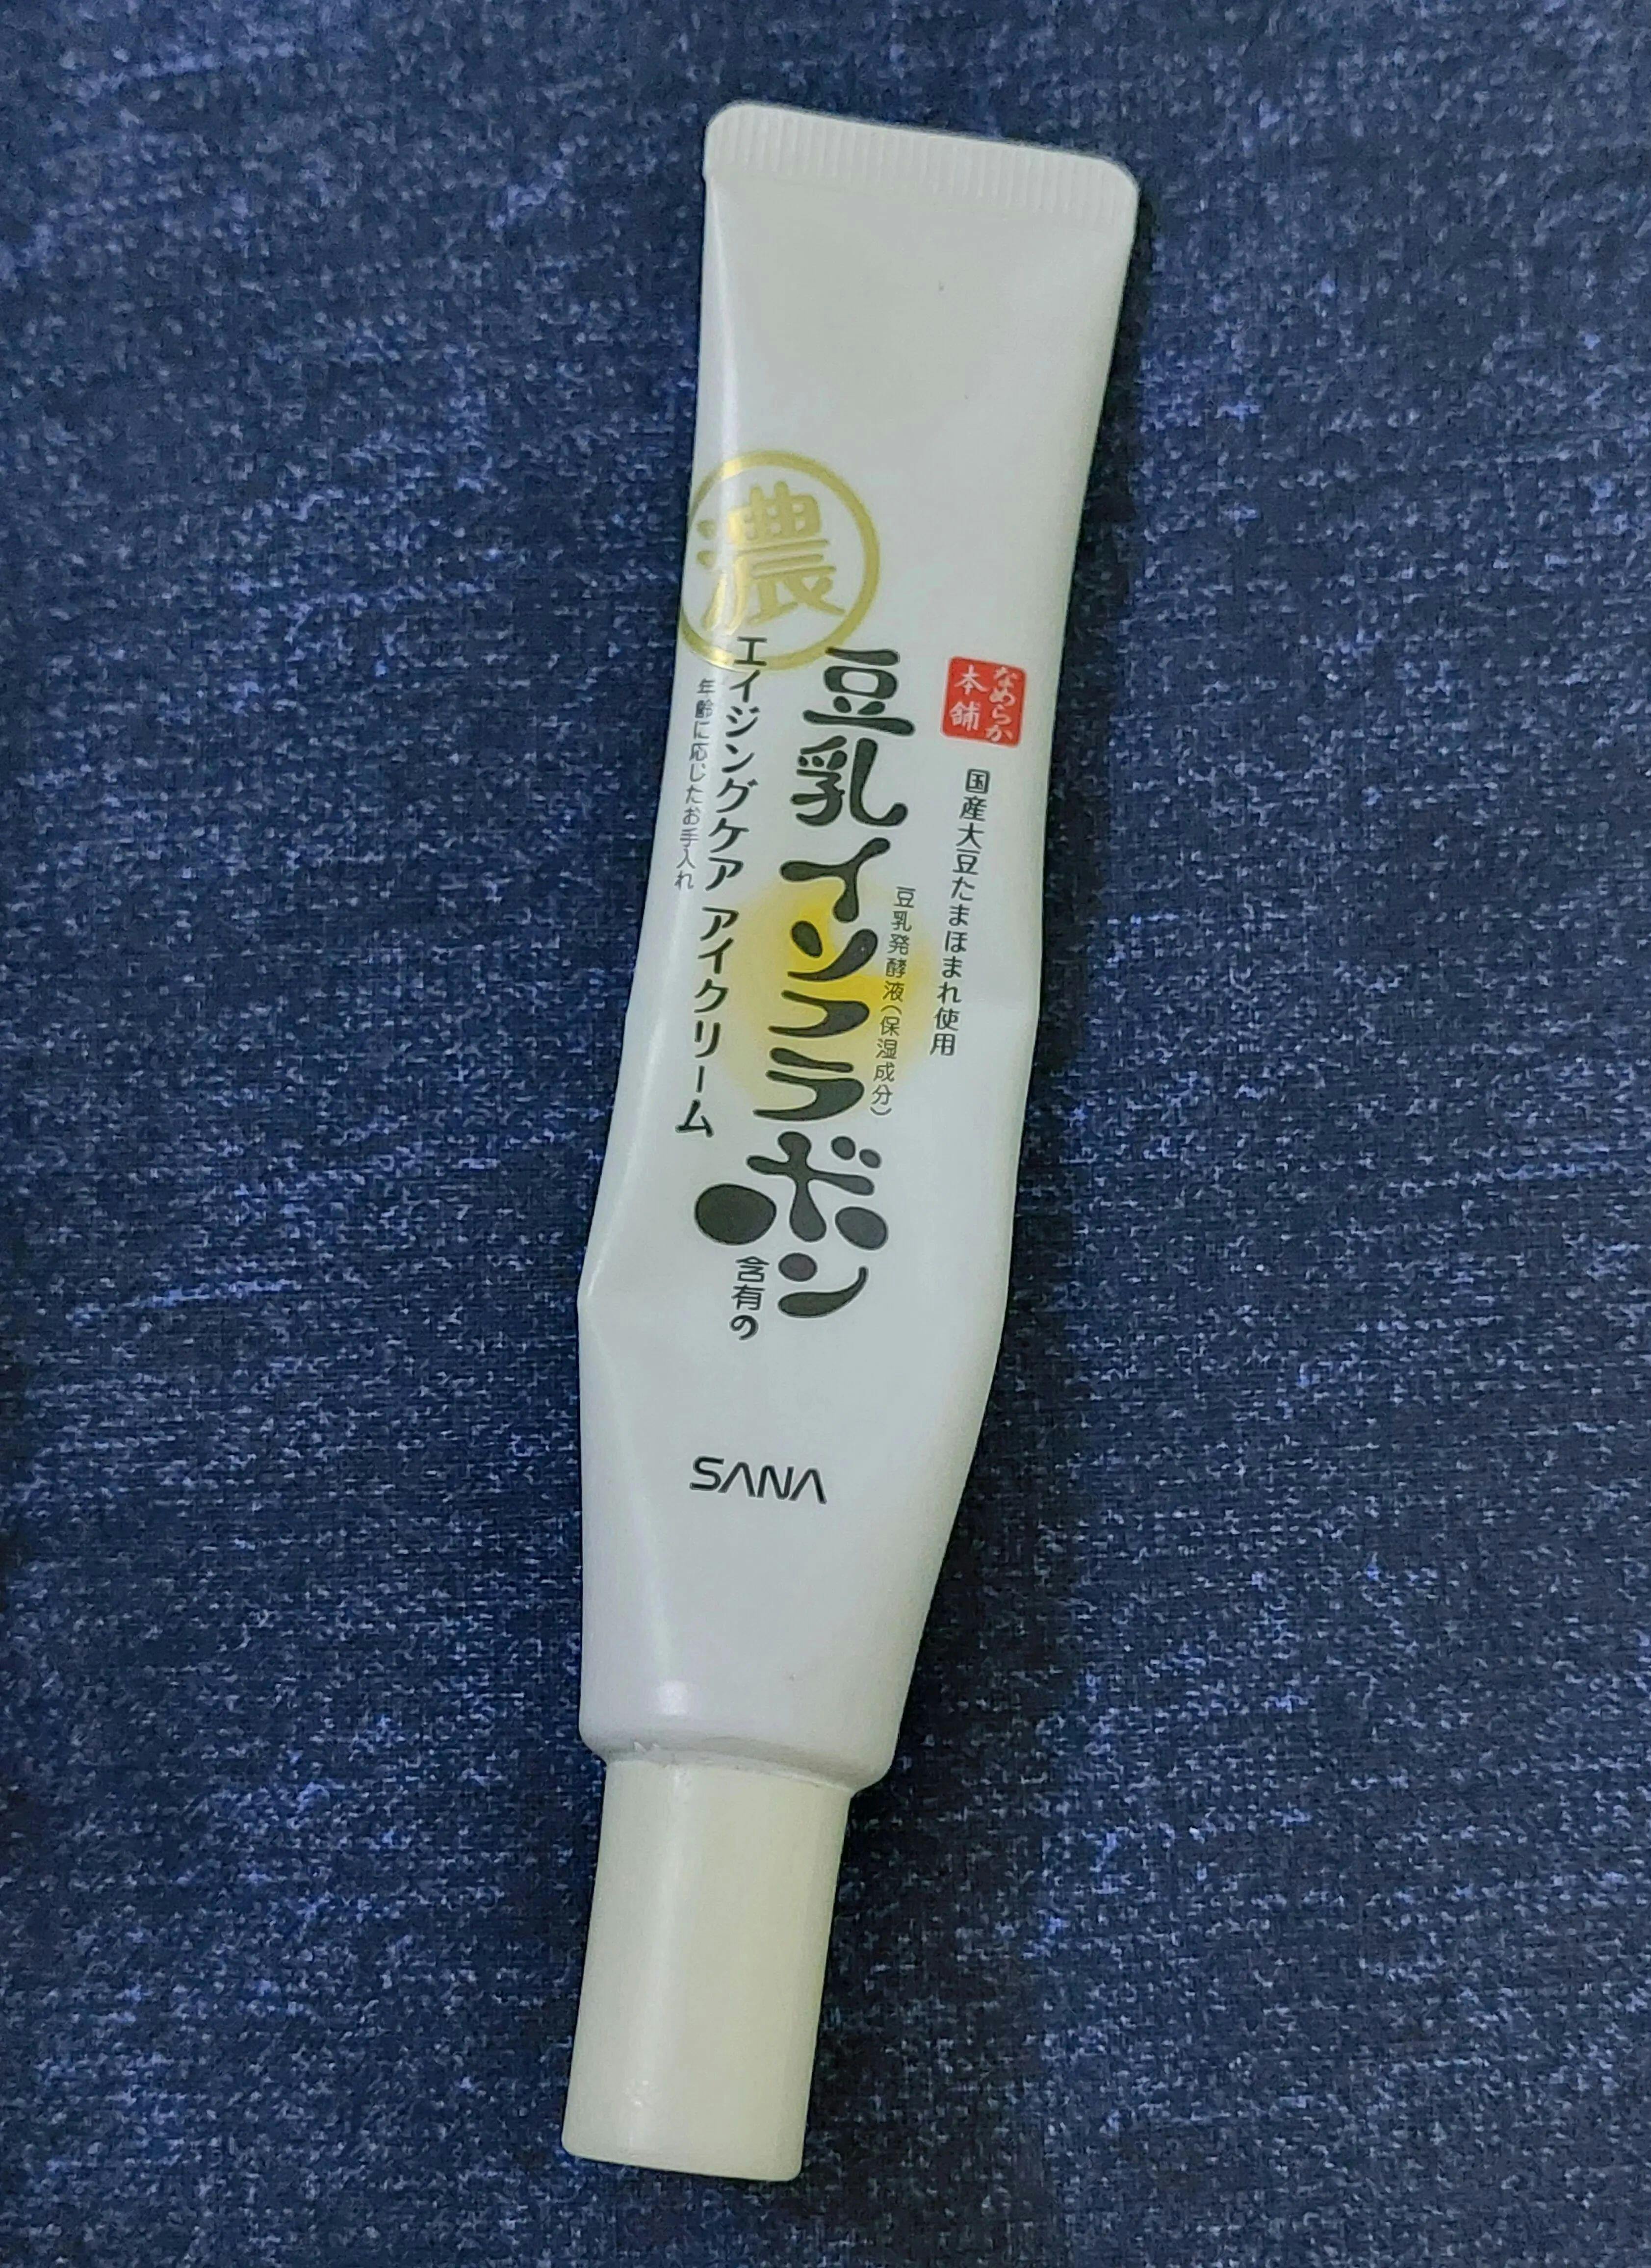 濃
なめらか
本舗
国産大豆たまほまれ使用
豆乳発酵液（保湿成分）
豆乳イソフラボン
含有の
エイジングケア アイクリーム
年齢に応じたお手入れ
SANA